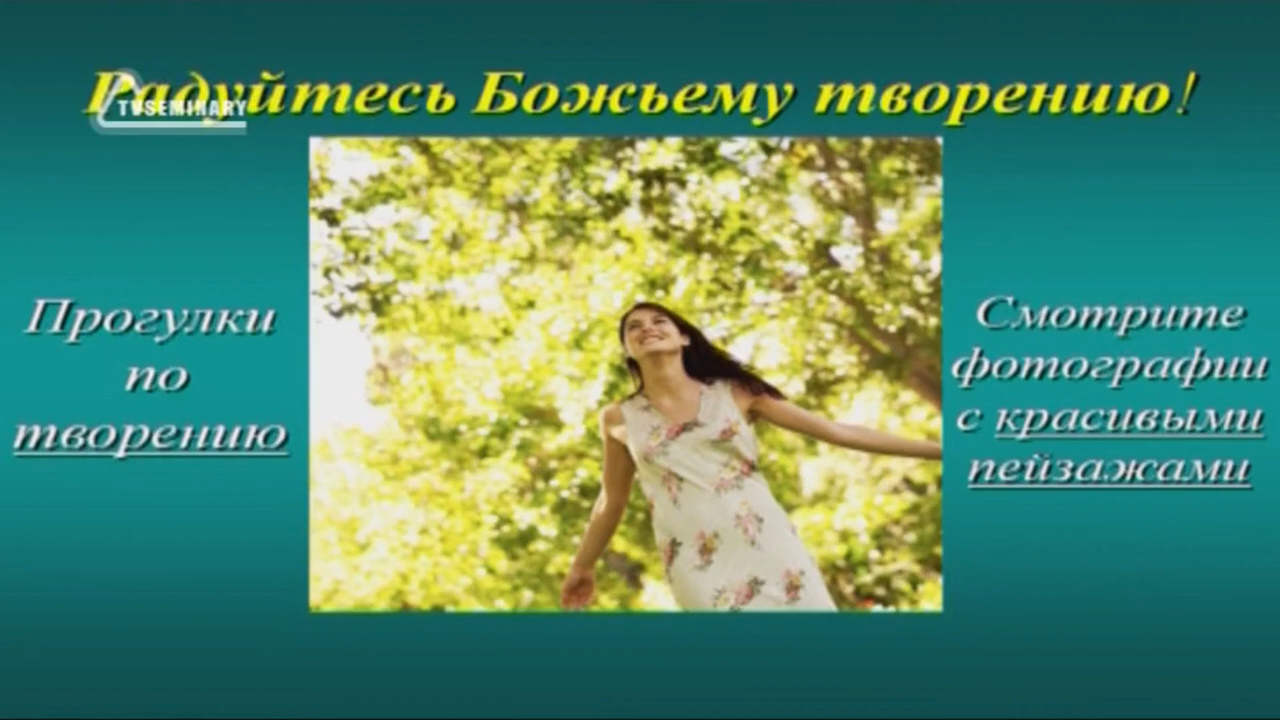 Радуйтесь Божьему творению!
TVSEMINARY
Прогулки
по
творению
Смотрите
фотографии
с красивыми
пейзажами